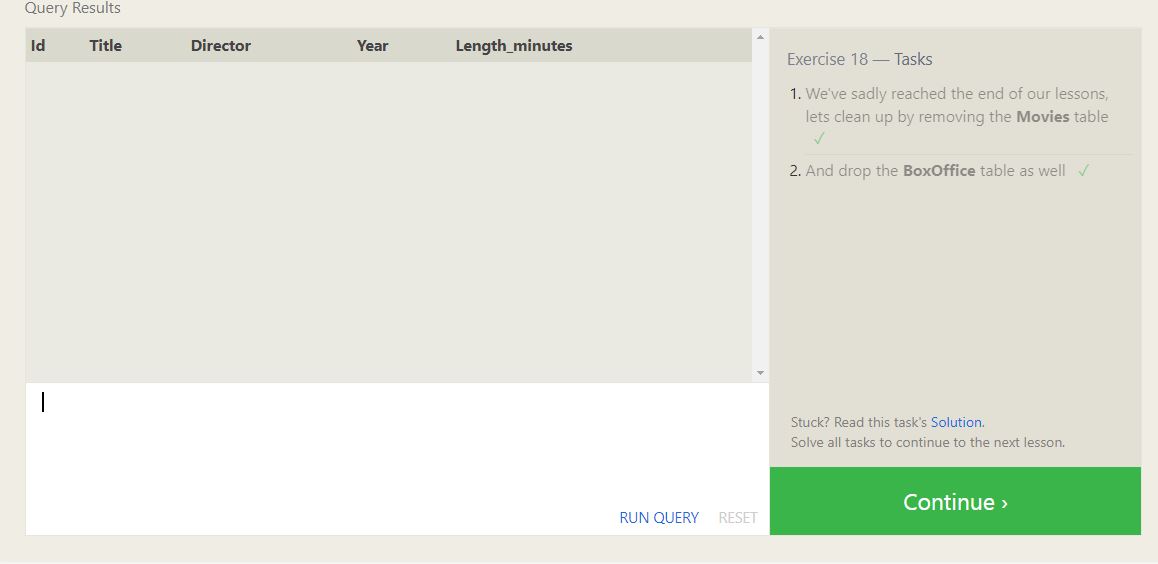 Query Results
Id Title Director Year Length_minutes
Exercise 18 — Tasks
1. We've sadly reached the end of our lessons,
lets clean up by removing the Movies table
✓
2. And drop the BoxOffice table as well ✓
Stuck? Read this task's Solution.
Solve all tasks to continue to the next lesson.
RUN QUERY RESET
Continue ›